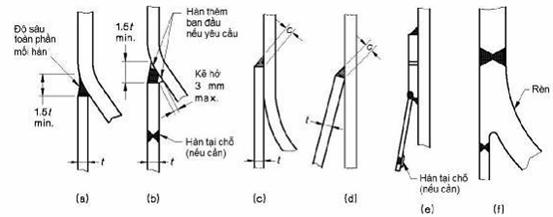 Độ sâu
toàn phần
mối hàn
1.5t
min.
t
(a)
1.5t
min.
Hàn thêm
ban đầu
nếu yêu cầu
Kẽ hở
3 mm
max.
Hàn tại chỗ
(nếu cần)
t
(b)
c
t
(c)
c
t
(d)
Hàn tại chỗ
(nếu cần)
(e)
Rèn
(f)